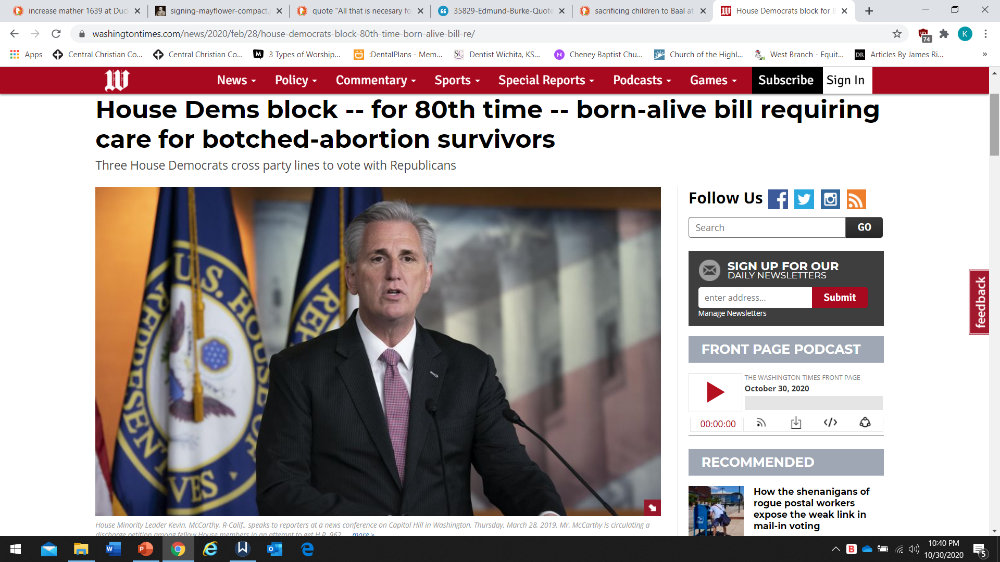 increase mather 1639 at Duc
signing-mayflower-compact.j
quote "All that is necesary fo
35829-Edmund-Burke-Quote
sacrificing children to Baal at
House Democrats block for 8
washingtontimes.com/news/2020/feb/28/house-democrats-block-80th-time-born-alive-bill-re/
74
K
Apps
Central Christian Co...
Central Christian Co...
M
3 Types of Worship...
:DentalPlans - Mem...
SC
Dentist Wichita, KS...
N
Cheney Baptist Chu...
Church of the Highl...
West Branch - Equit...
DR
Articles By James Ri...
»
W
News
Policy
Commentary
Sports
Special Reports
Podcasts
Games
Subscribe
Sign In
House Dems block -- for 80th time -- born-alive bill requiring
care for botched-abortion survivors
Three House Democrats cross party lines to vote with Republicans
U.S. HOUSE OF
REPRESENTATIVES
REP
Follow Us
Search
GO
SIGN UP FOR OUR
DAILY NEWSLETTERS
enter address...
Submit
Manage Newsletters
feedback
FRONT PAGE PODCAST
THE WASHINGTON TIMES FRONT PAGE
October 30, 2020
00:00:00
RECOMMENDED
How the shenanigans of
rogue postal workers
expose the weak link in
mail-in voting
House Minority Leader Kevin, McCarthy, R-Calif., speaks to reporters at a news conference on Capitol Hill in Washington, Thursday, March 28, 2019. Mr. McCarthy is circulating a
discharge petition among fellow House members in an attempt to get H.R. 962 ... more >
10:40 PM
10/30/2020
5